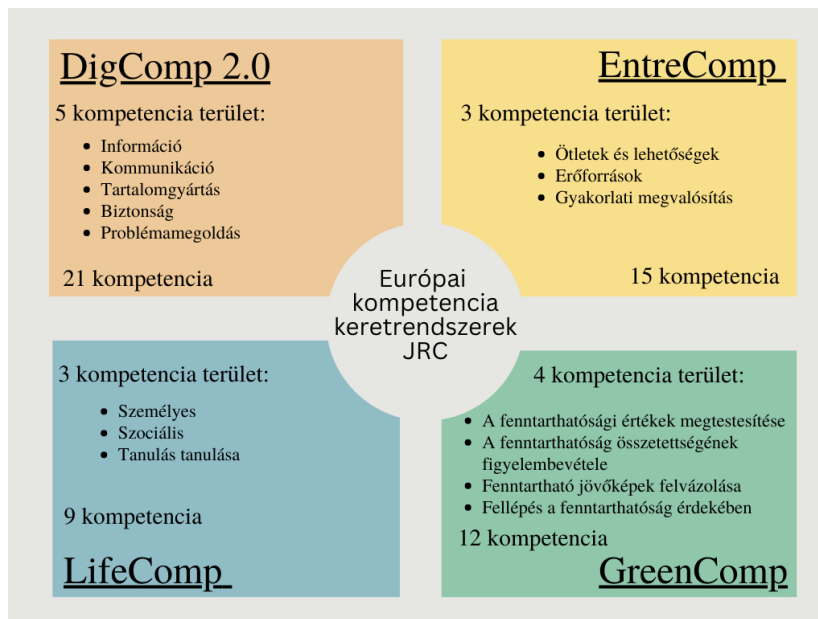 DigComp 2.0
5 kompetencia terület:
Információ
Kommunikáció
Tartalomgyártás
Biztonság
Problémamegoldás
21 kompetencia
EntreComp
3 kompetencia terület:
Ötletek és lehetőségek
Erőforrások
Gyakorlati megvalósítás
15 kompetencia
Európai
kompetencia
keretrendszerek
JRC
3 kompetencia terület:
Személyes
Szociális
Tanulás tanulása
9 kompetencia
LifeComp
4 kompetencia terület:
A fenntarthatósági értékek megtestesítése
A fenntarthatóság összetettségének
figyelembevétele
Fenntartható jövőképek felvázolása
Fellépés a fenntarthatóság érdekében
12 kompetencia
GreenComp